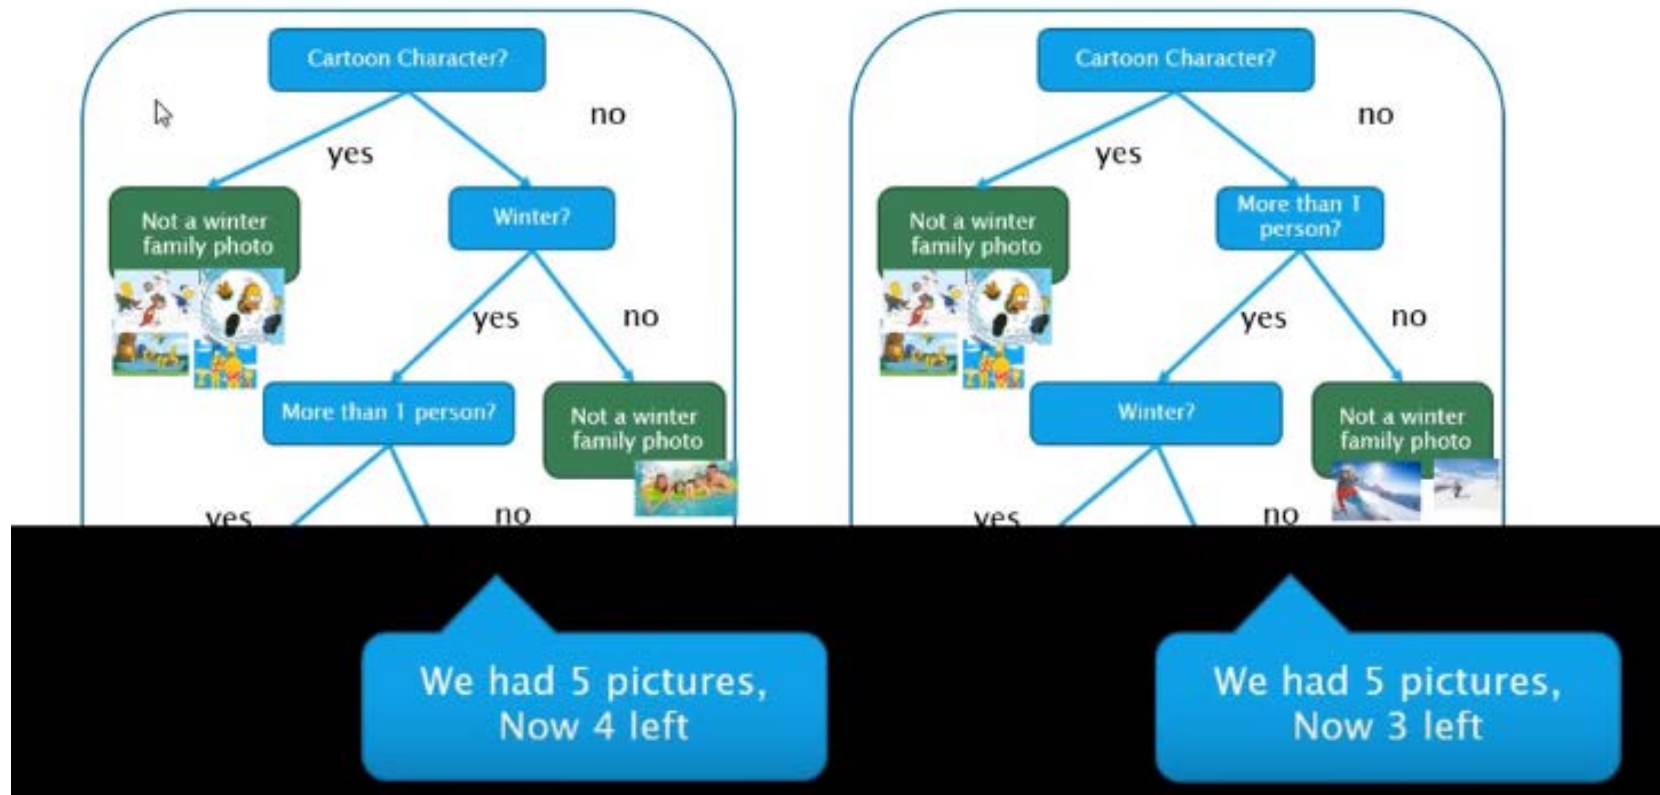 Cartoon Character?
no
yes
Not a winter
family photo
Winter?
yes
no
More than 1 person?
Not a winter
family photo
yes
no
We had 5 pictures,
Now 4 left
Cartoon Character?
no
yes
Not a winter
family photo
More than 1
person?
yes
no
Winter?
Not a winter
family photo
yes
no
We had 5 pictures,
Now 3 left